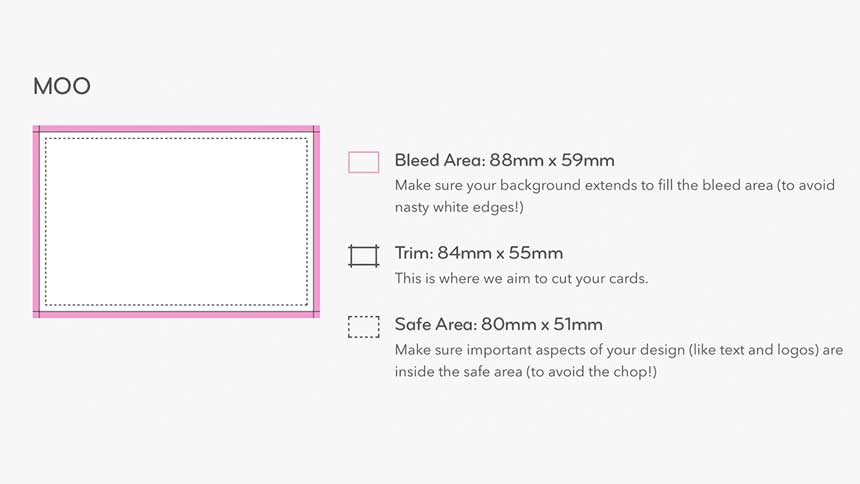 MOO
Bleed Area: 88mm x 59mm
Make sure your background extends to fill the bleed area (to avoid
nasty white edges!)
Trim: 84mm x 55mm
This is where we aim to cut your cards.
Safe Area: 80mm x 51mm
Make sure important aspects of your design (like text and logos) are
inside the safe area (to avoid the chop!)